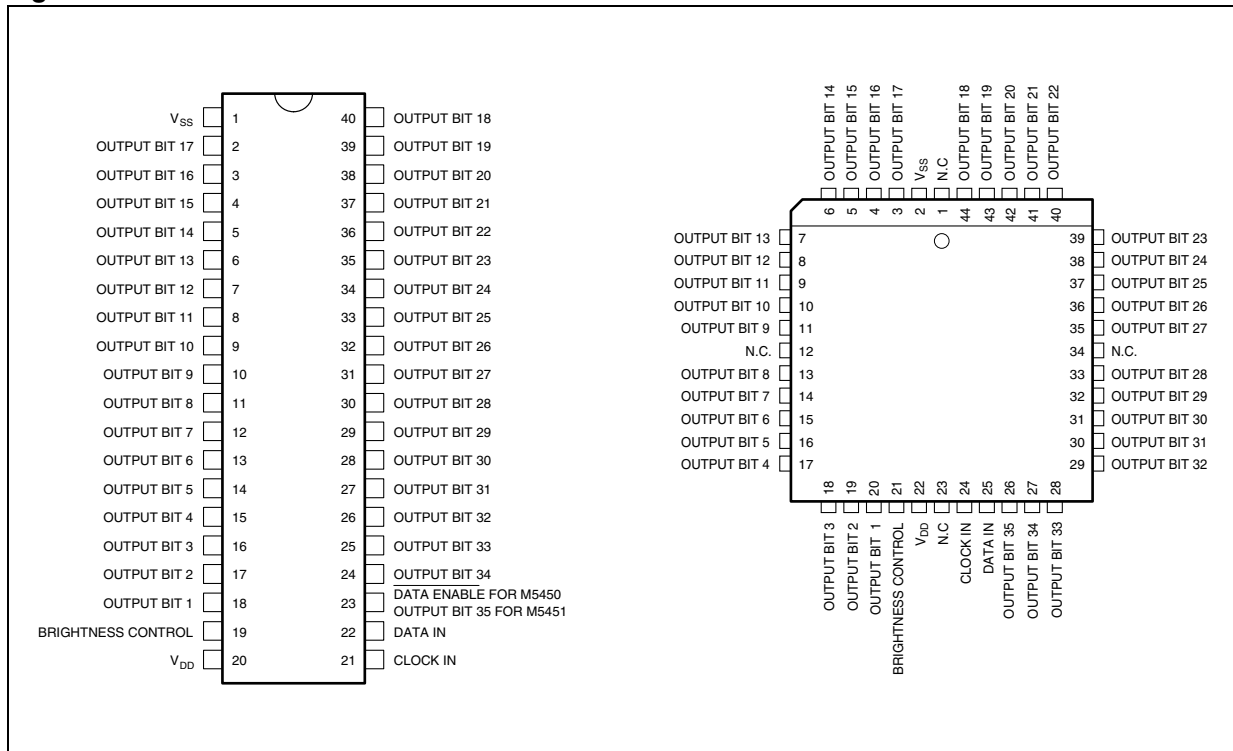 VSS 1 40 OUTPUT BIT 18
OUTPUT BIT 17 2 39 OUTPUT BIT 19
OUTPUT BIT 16 3 38 OUTPUT BIT 20
OUTPUT BIT 15 4 37 OUTPUT BIT 21
OUTPUT BIT 14 5 36 OUTPUT BIT 22
OUTPUT BIT 13 6 35 OUTPUT BIT 23
OUTPUT BIT 12 7 34 OUTPUT BIT 24
OUTPUT BIT 11 8 33 OUTPUT BIT 25
OUTPUT BIT 10 9 32 OUTPUT BIT 26
OUTPUT BIT 9 10 31 OUTPUT BIT 27
OUTPUT BIT 8 11 30 OUTPUT BIT 28
OUTPUT BIT 7 12 29 OUTPUT BIT 29
OUTPUT BIT 6 13 28 OUTPUT BIT 30
OUTPUT BIT 5 14 27 OUTPUT BIT 31
OUTPUT BIT 4 15 26 OUTPUT BIT 32
OUTPUT BIT 3 16 25 OUTPUT BIT 33
OUTPUT BIT 2 17 24 OUTPUT BIT 34
OUTPUT BIT 1 18 23 DATA ENABLE FOR M5450
OUTPUT BIT 35 FOR M5451
BRIGHTNESS CONTROL 19 22 DATA IN
VDD 20 21 CLOCK IN
OUTPUT BIT 14
OUTPUT BIT 15
OUTPUT BIT 16
OUTPUT BIT 17
VSS
N.C
OUTPUT BIT 18
OUTPUT BIT 19
OUTPUT BIT 20
OUTPUT BIT 21
OUTPUT BIT 22
6 5 4 3 2 1 44 43 42 41 40
OUTPUT BIT 13 7 39 OUTPUT BIT 23
OUTPUT BIT 12 8 38 OUTPUT BIT 24
OUTPUT BIT 11 9 37 OUTPUT BIT 25
OUTPUT BIT 10 10 36 OUTPUT BIT 26
OUTPUT BIT 9 11 35 OUTPUT BIT 27
N.C. 12 34 N.C.
OUTPUT BIT 8 13 33 OUTPUT BIT 28
OUTPUT BIT 7 14 32 OUTPUT BIT 29
OUTPUT BIT 6 15 31 OUTPUT BIT 30
OUTPUT BIT 5 16 30 OUTPUT BIT 31
OUTPUT BIT 4 17 29 OUTPUT BIT 32
18 19 20 21 22 23 24 25 26 27 28
OUTPUT BIT 3
OUTPUT BIT 2
OUTPUT BIT 1
BRIGHTNESS CONTROL
VDD
N.C
CLOCK IN
DATA IN
OUTPUT BIT 35
OUTPUT BIT 34
OUTPUT BIT 33